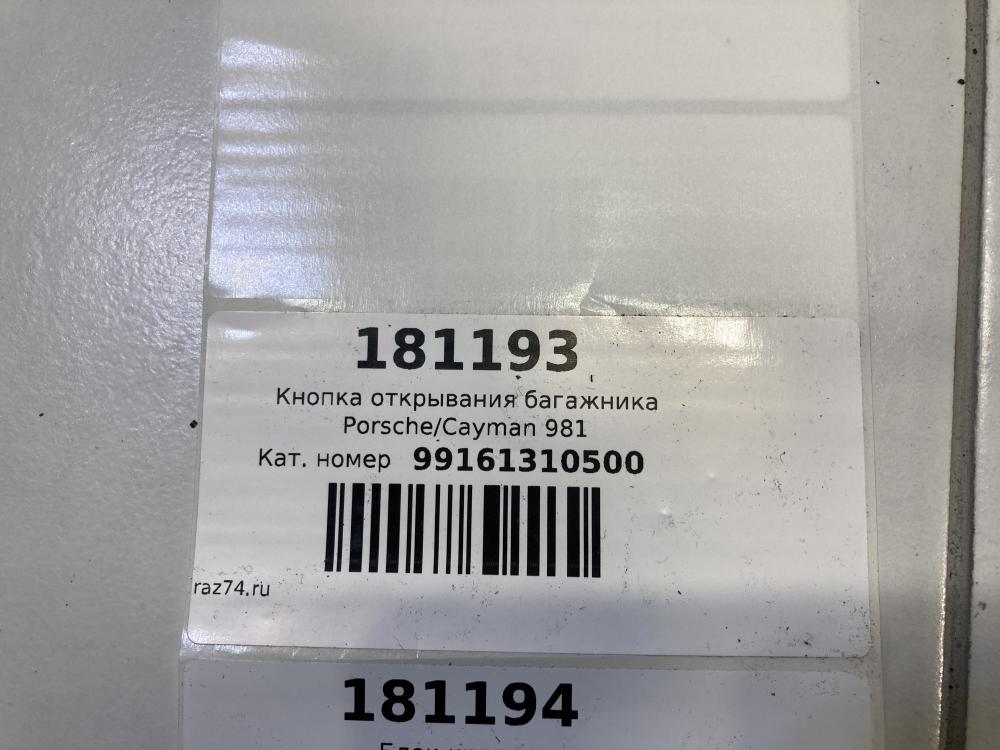 181193
Кнопка открывания багажника
Porsche/Cayman 981
Кат. номер 99161310500
raz74.ru
181194